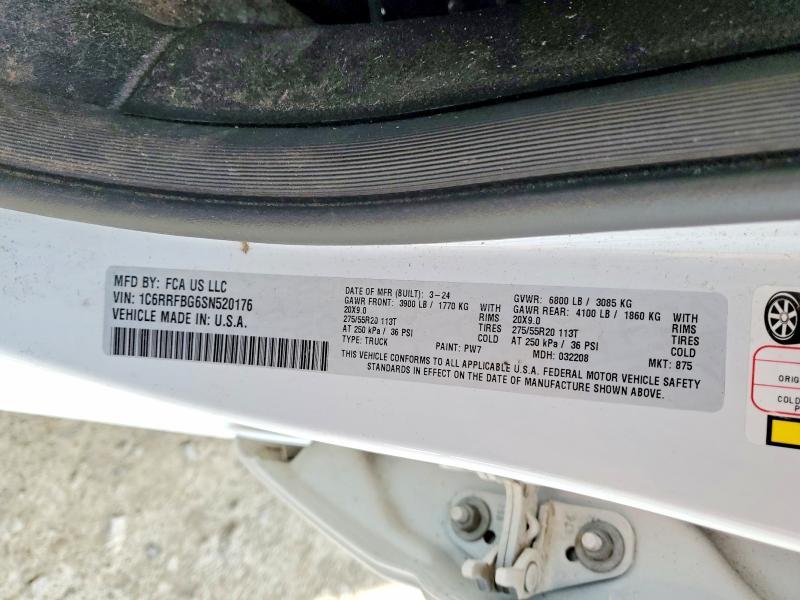 MFD BY: FCA US LLC
VIN: 1C6RRFBG6SN520176
VEHICLE MADE IN: U.S.A.
DATE OF MFR (BUILT): 3-24 GVWR: 6800 LB / 3085 KG
GAWR FRONT: 3900 LB / 1770 KG WITH GAWR REAR: 4100 LB / 1860 KG WITH
20X9.0 RIMS 20X9.0 RIMS
275/55R20 113T TIRES 275/55R20 113T TIRES
AT 250 kPa / 36 PSI COLD AT 250 kPa / 36 PSI COLD
TYPE: TRUCK PAINT: PW7 MDH: 032208 MKT: 875
THIS VEHICLE CONFORMS TO ALL APPLICABLE U.S.A. FEDERAL MOTOR VEHICLE SAFETY
STANDARDS IN EFFECT ON THE DATE OF MANUFACTURE SHOWN ABOVE.
ORIG
COLD
P